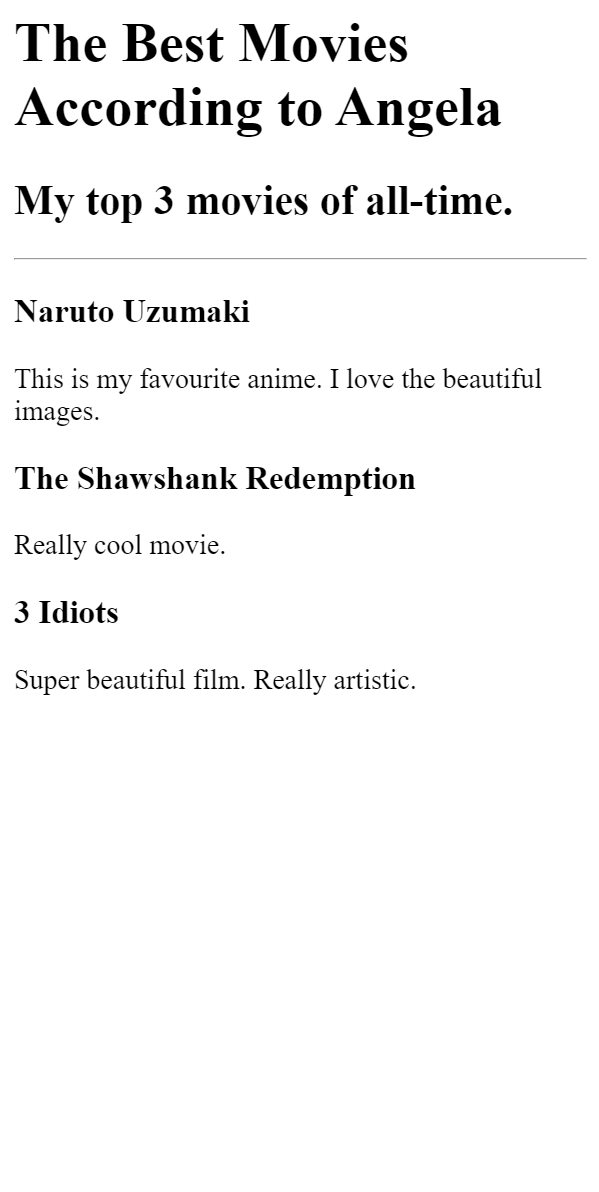 The Best Movies
According to Angela
My top 3 movies of all-time.
Naruto Uzumaki
This is my favourite anime. I love the beautiful
images.
The Shawshank Redemption
Really cool movie.
3 Idiots
Super beautiful film. Really artistic.